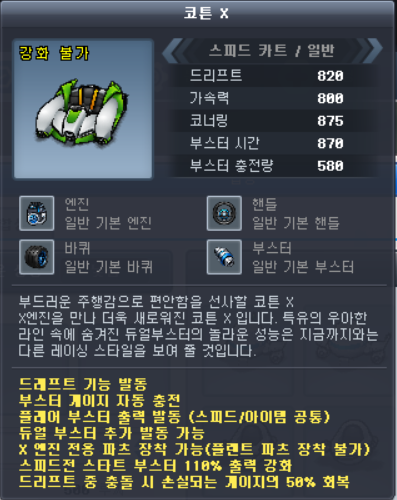 코튼 X
강화 불가
스피드 카트 / 일반
드리프트 820
가속력 800
코너링 875
부스터 시간 870
부스터 충전량 580
엔진
일반 기본 엔진
핸들
일반 기본 핸들
바퀴
일반 기본 바퀴
부스터
일반 기본 부스터
부드러운 주행감으로 편안함을 선사할 코튼 X
X엔진을 만나 더욱 새로워진 코튼 X 입니다. 특유의 우아한
라인 속에 숨겨진 듀얼부스터의 놀라운 성능은 지금까지와는
다른 레이싱 스타일을 보여 줄 것입니다.
드래프트 기능 발동
부스터 게이지 자동 충전
플레이어 부스터 출력 발동 (스피드/아이템 공통)
듀얼 부스터 추가 발동 가능
X 엔진 전용 파츠 장착 가능(플랜트 파츠 장착 불가)
스피드전 스타트 부스터 110% 출력 강화
드리프트 중 충돌 시 손실되는 게이지의 50% 회복